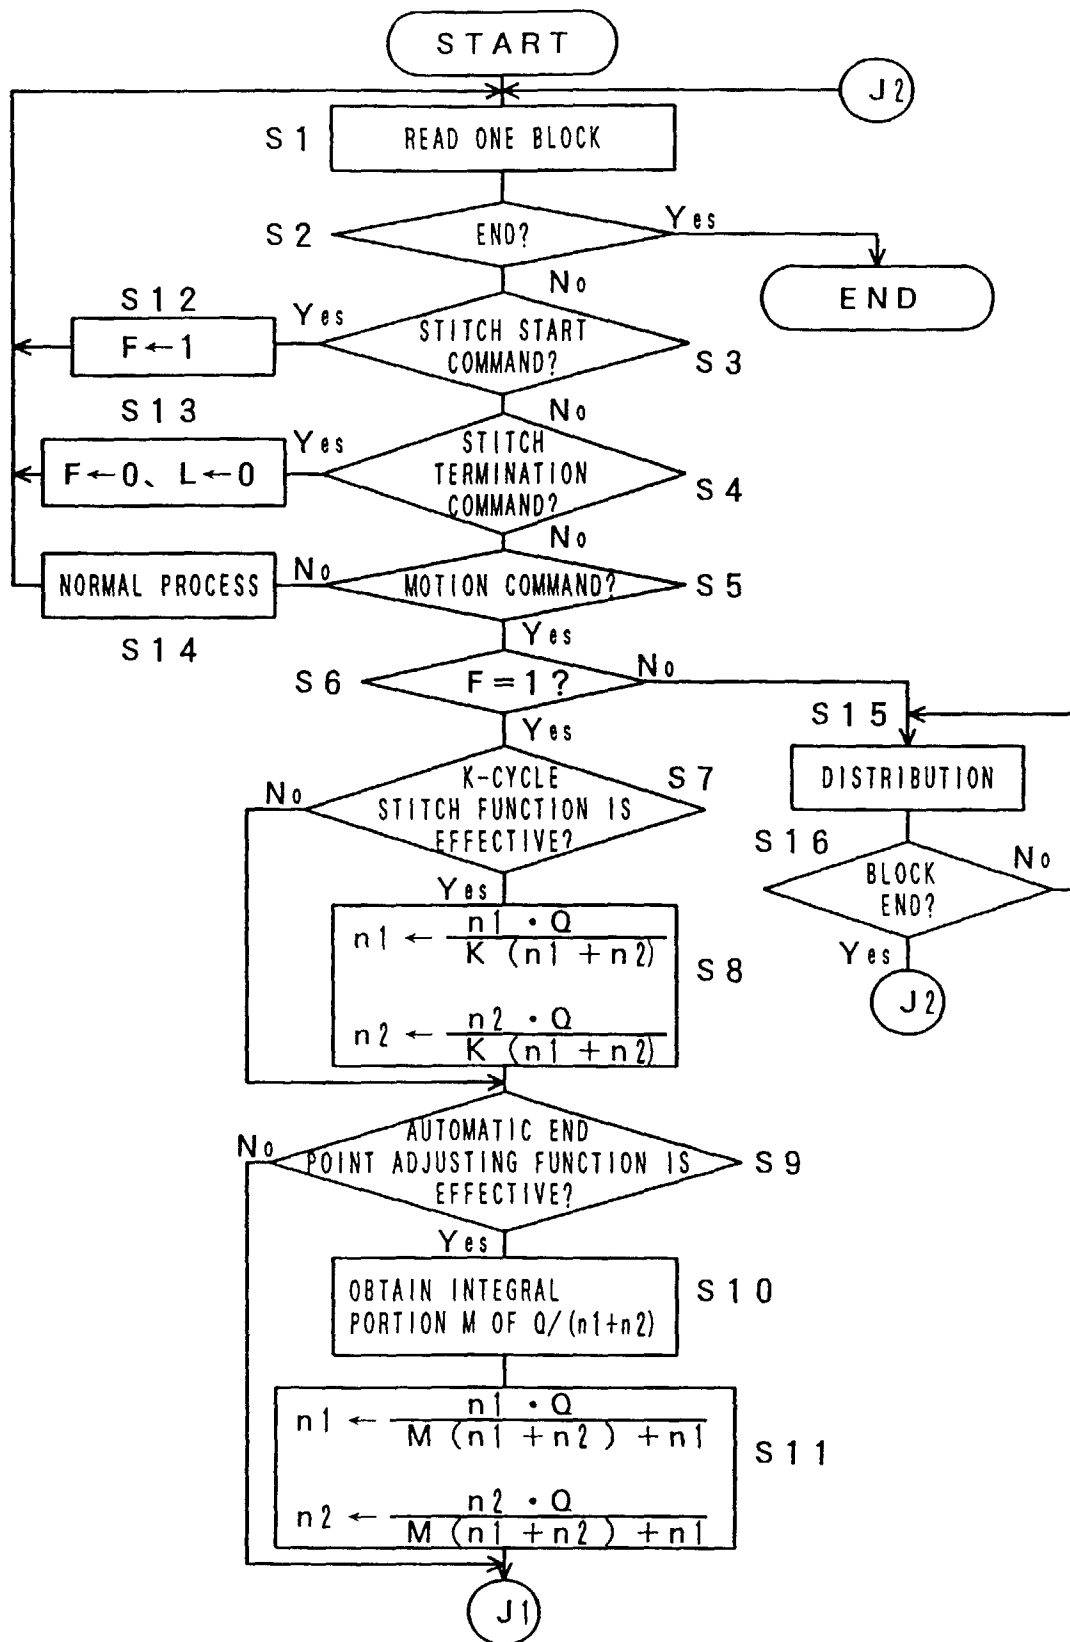 START
J2
S1
READ ONE BLOCK
S2
END?
Yes
No
END
S12
Yes
F←1
STITCH START
COMMAND?
S3
No
S13
Yes
F←0、L←0
STITCH
TERMINATION
COMMAND?
S4
No
NORMAL PROCESS
No
MOTION COMMAND?
S5
S14
Yes
S6
F=1?
No
Yes
S15
DISTRIBUTION
S7
No
K-CYCLE
STITCH FUNCTION IS
EFFECTIVE?
Yes
S16
BLOCK
END?
No
Yes
J2
n1 ← n1・Q
K (n1 + n2)
S8
n2 ← n2・Q
K (n1 + n2)
No
AUTOMATIC END
POINT ADJUSTING FUNCTION IS
EFFECTIVE?
S9
Yes
OBTAIN INTEGRAL
PORTION M OF Q/(n1+n2)
S10
n1 ← n1・Q
M (n1 + n2) + n1
S11
n2 ← n2・Q
M (n1 + n2) + n1
J1